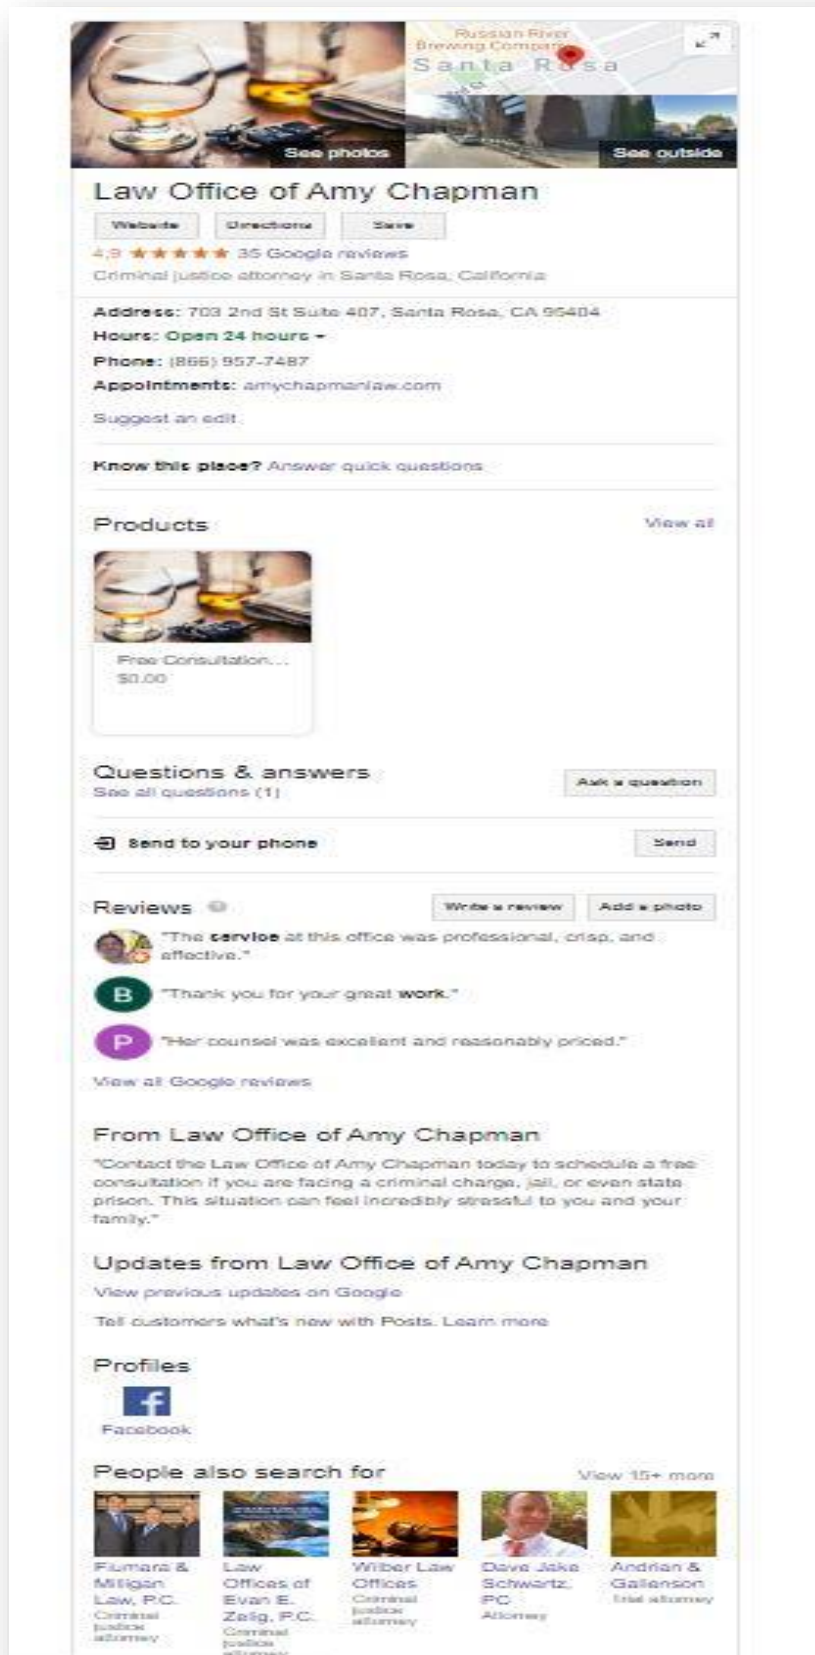 Russian River
Brewing Company
Santa Rosa
See photos
See outside
Law Office of Amy Chapman
Website
Directions
Save
4.9 ★★★★★ 35 Google reviews
Criminal justice attorney in Santa Rosa, California
Address: 703 2nd St Suite 407, Santa Rosa, CA 95404
Hours: Open 24 hours
Phone: (866) 957-7487
Appointments: amychapmanlaw.com
Suggest an edit
Know this place? Answer quick questions
Products
View all
Free Consultation...
$0.00
Questions & answers
See all questions (1)
Ask a question
Send to your phone
Send
Reviews
Write a review
Add a photo
"The service at this office was professional, crisp, and
effective."
B
"Thank you for your great work."
P
"Her counsel was excellent and reasonably priced."
View all Google reviews
From Law Office of Amy Chapman
"Contact the Law Office of Amy Chapman today to schedule a free
consultation if you are facing a criminal charge, jail, or even state
prison. This situation can feel incredibly stressful to you and your
family."
Updates from Law Office of Amy Chapman
View previous updates on Google
Tell customers what's new with Posts. Learn more
Profiles
f
Facebook
People also search for
View 15+ more
Fiumara &
Milligan
Law, P.C.
Criminal
justice
attorney
Law
Offices of
Evan E.
Zelig, P.C.
Criminal
justice
attorney
Wilber Law
Offices
Criminal
justice
attorney
Dave Jake
Schwartz,
PC
Attorney
Andrian &
Gallenson
Trial attorney